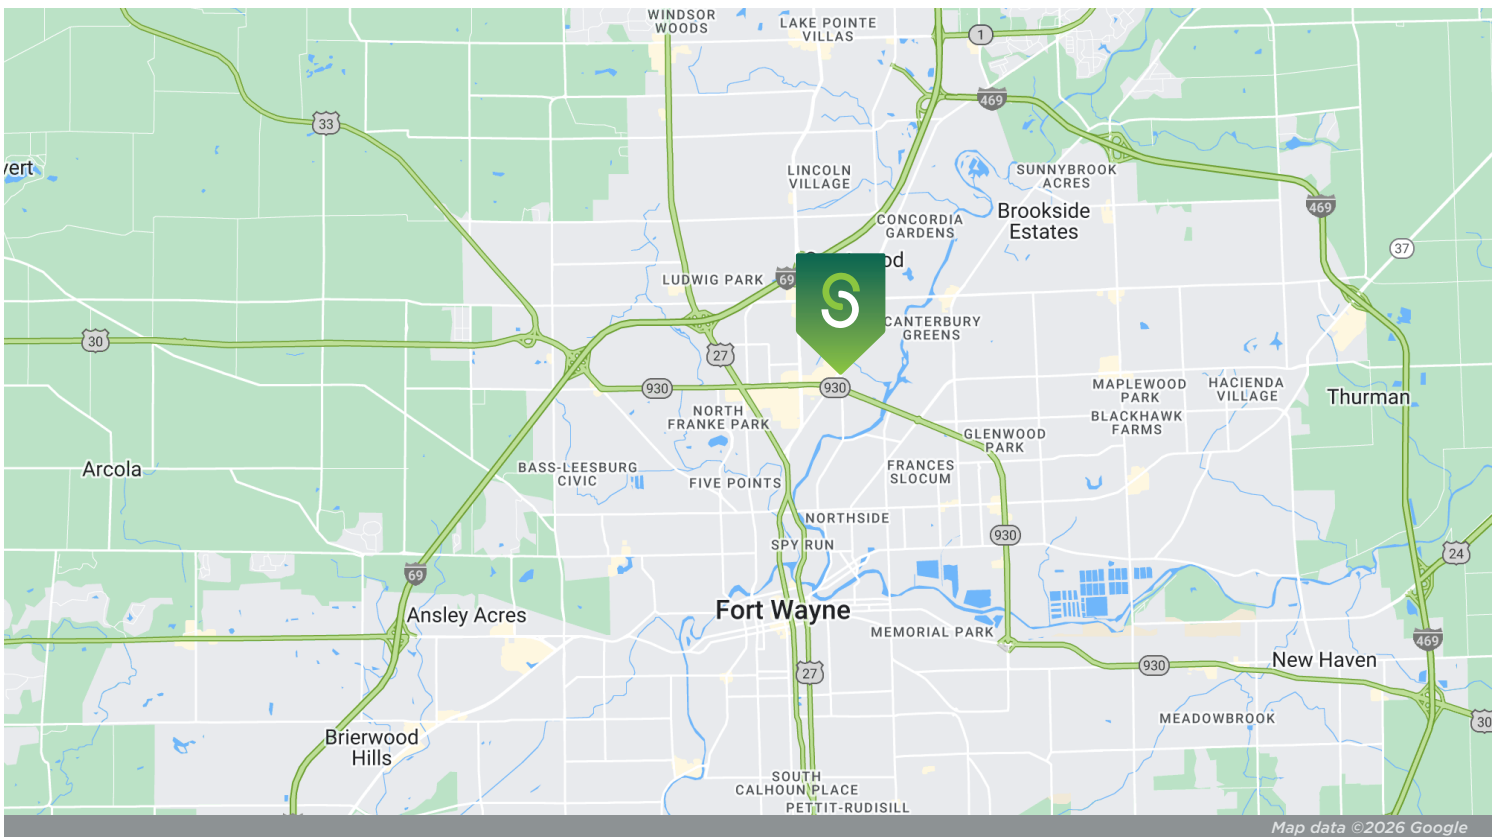 WINDSOR
WOODS
LAKE POINTE
VILLAS
1
469
33
LINCOLN
VILLAGE
SUNNYBROOK
ACRES
469
CONCORDIA
GARDENS
Brookside
Estates
37
LUDWIG PARK
69
CANTERBURY
GREENS
30
27
930
930
MAPLEWOOD
PARK
HACIENDA
VILLAGE
Thurman
NORTH
FRANKE PARK
BLACKHAWK
FARMS
GLENWOOD
PARK
Arcola
BASS-LEESBURG
CIVIC
FIVE POINTS
FRANCES
SLOCUM
NORTHSIDE
930
SPY RUN
24
69
Fort Wayne
Ansley Acres
MEMORIAL PARK
469
930
New Haven
27
MEADOWBROOK
30
Brierwood
Hills
SOUTH
CALHOUN PLACE
PETTIT-RUDISILL
Map data ©2026 Google